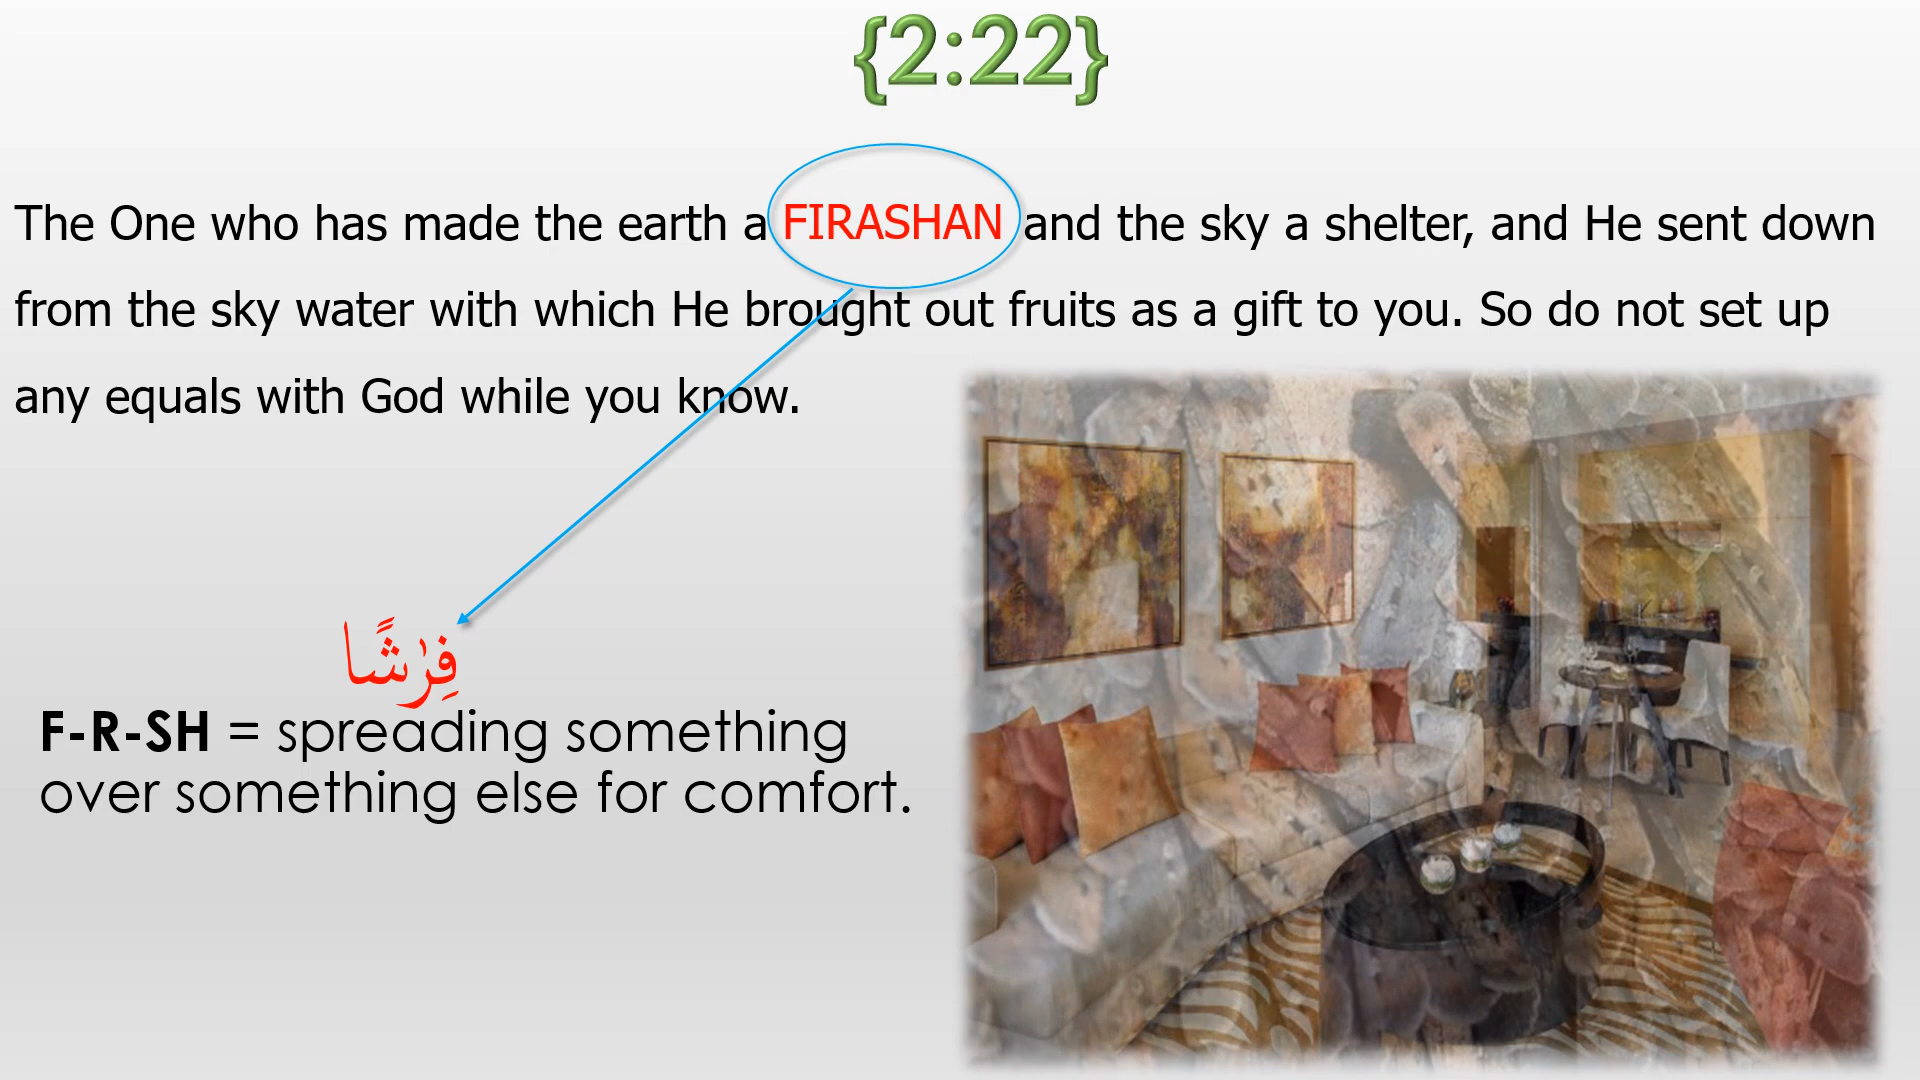 {2:22}
The One who has made the earth a FIRASHAN and the sky a shelter, and He sent down
from the sky water with which He brought out fruits as a gift to you. So do not set up
any equals with God while you know.
فِرَٰشًا
F-R-SH = spreading something
over something else for comfort.